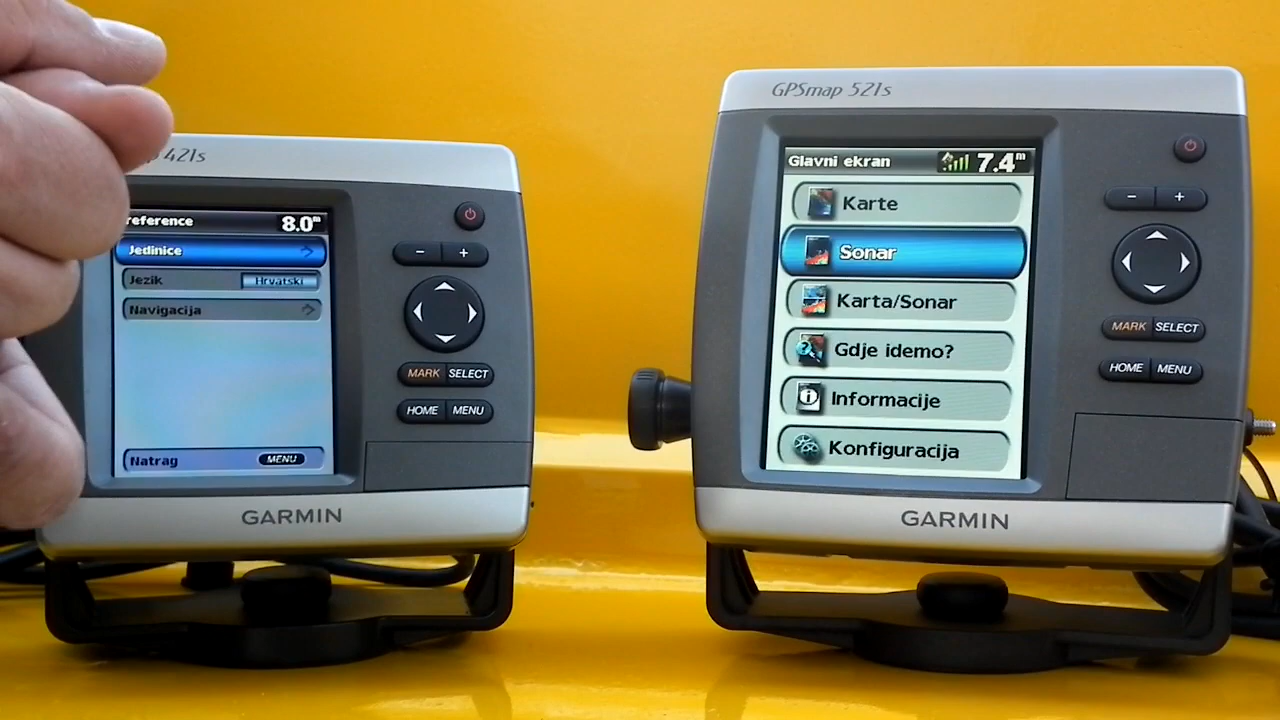 421s
reference 8.0m
Jedinice
Jezik Hrvatski
Navigacija
Natrag MENU
- +
MARK SELECT
HOME MENU
GARMIN
GPSmap 521s
Glavni ekran 7.4m
Karte
Sonar
Karta/Sonar
Gdje idemo?
Informacije
Konfiguracija
- +
MARK SELECT
HOME MENU
GARMIN